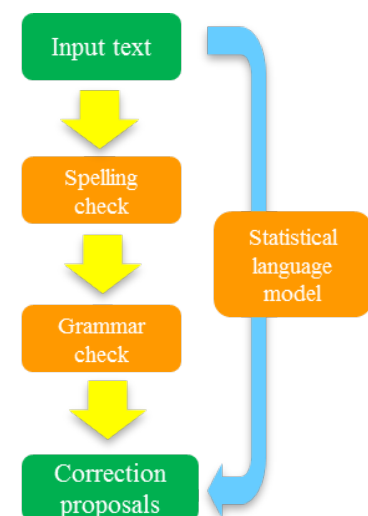 Input text
Spelling
check
Statistical
language
model
Grammar
check
Correction
proposals